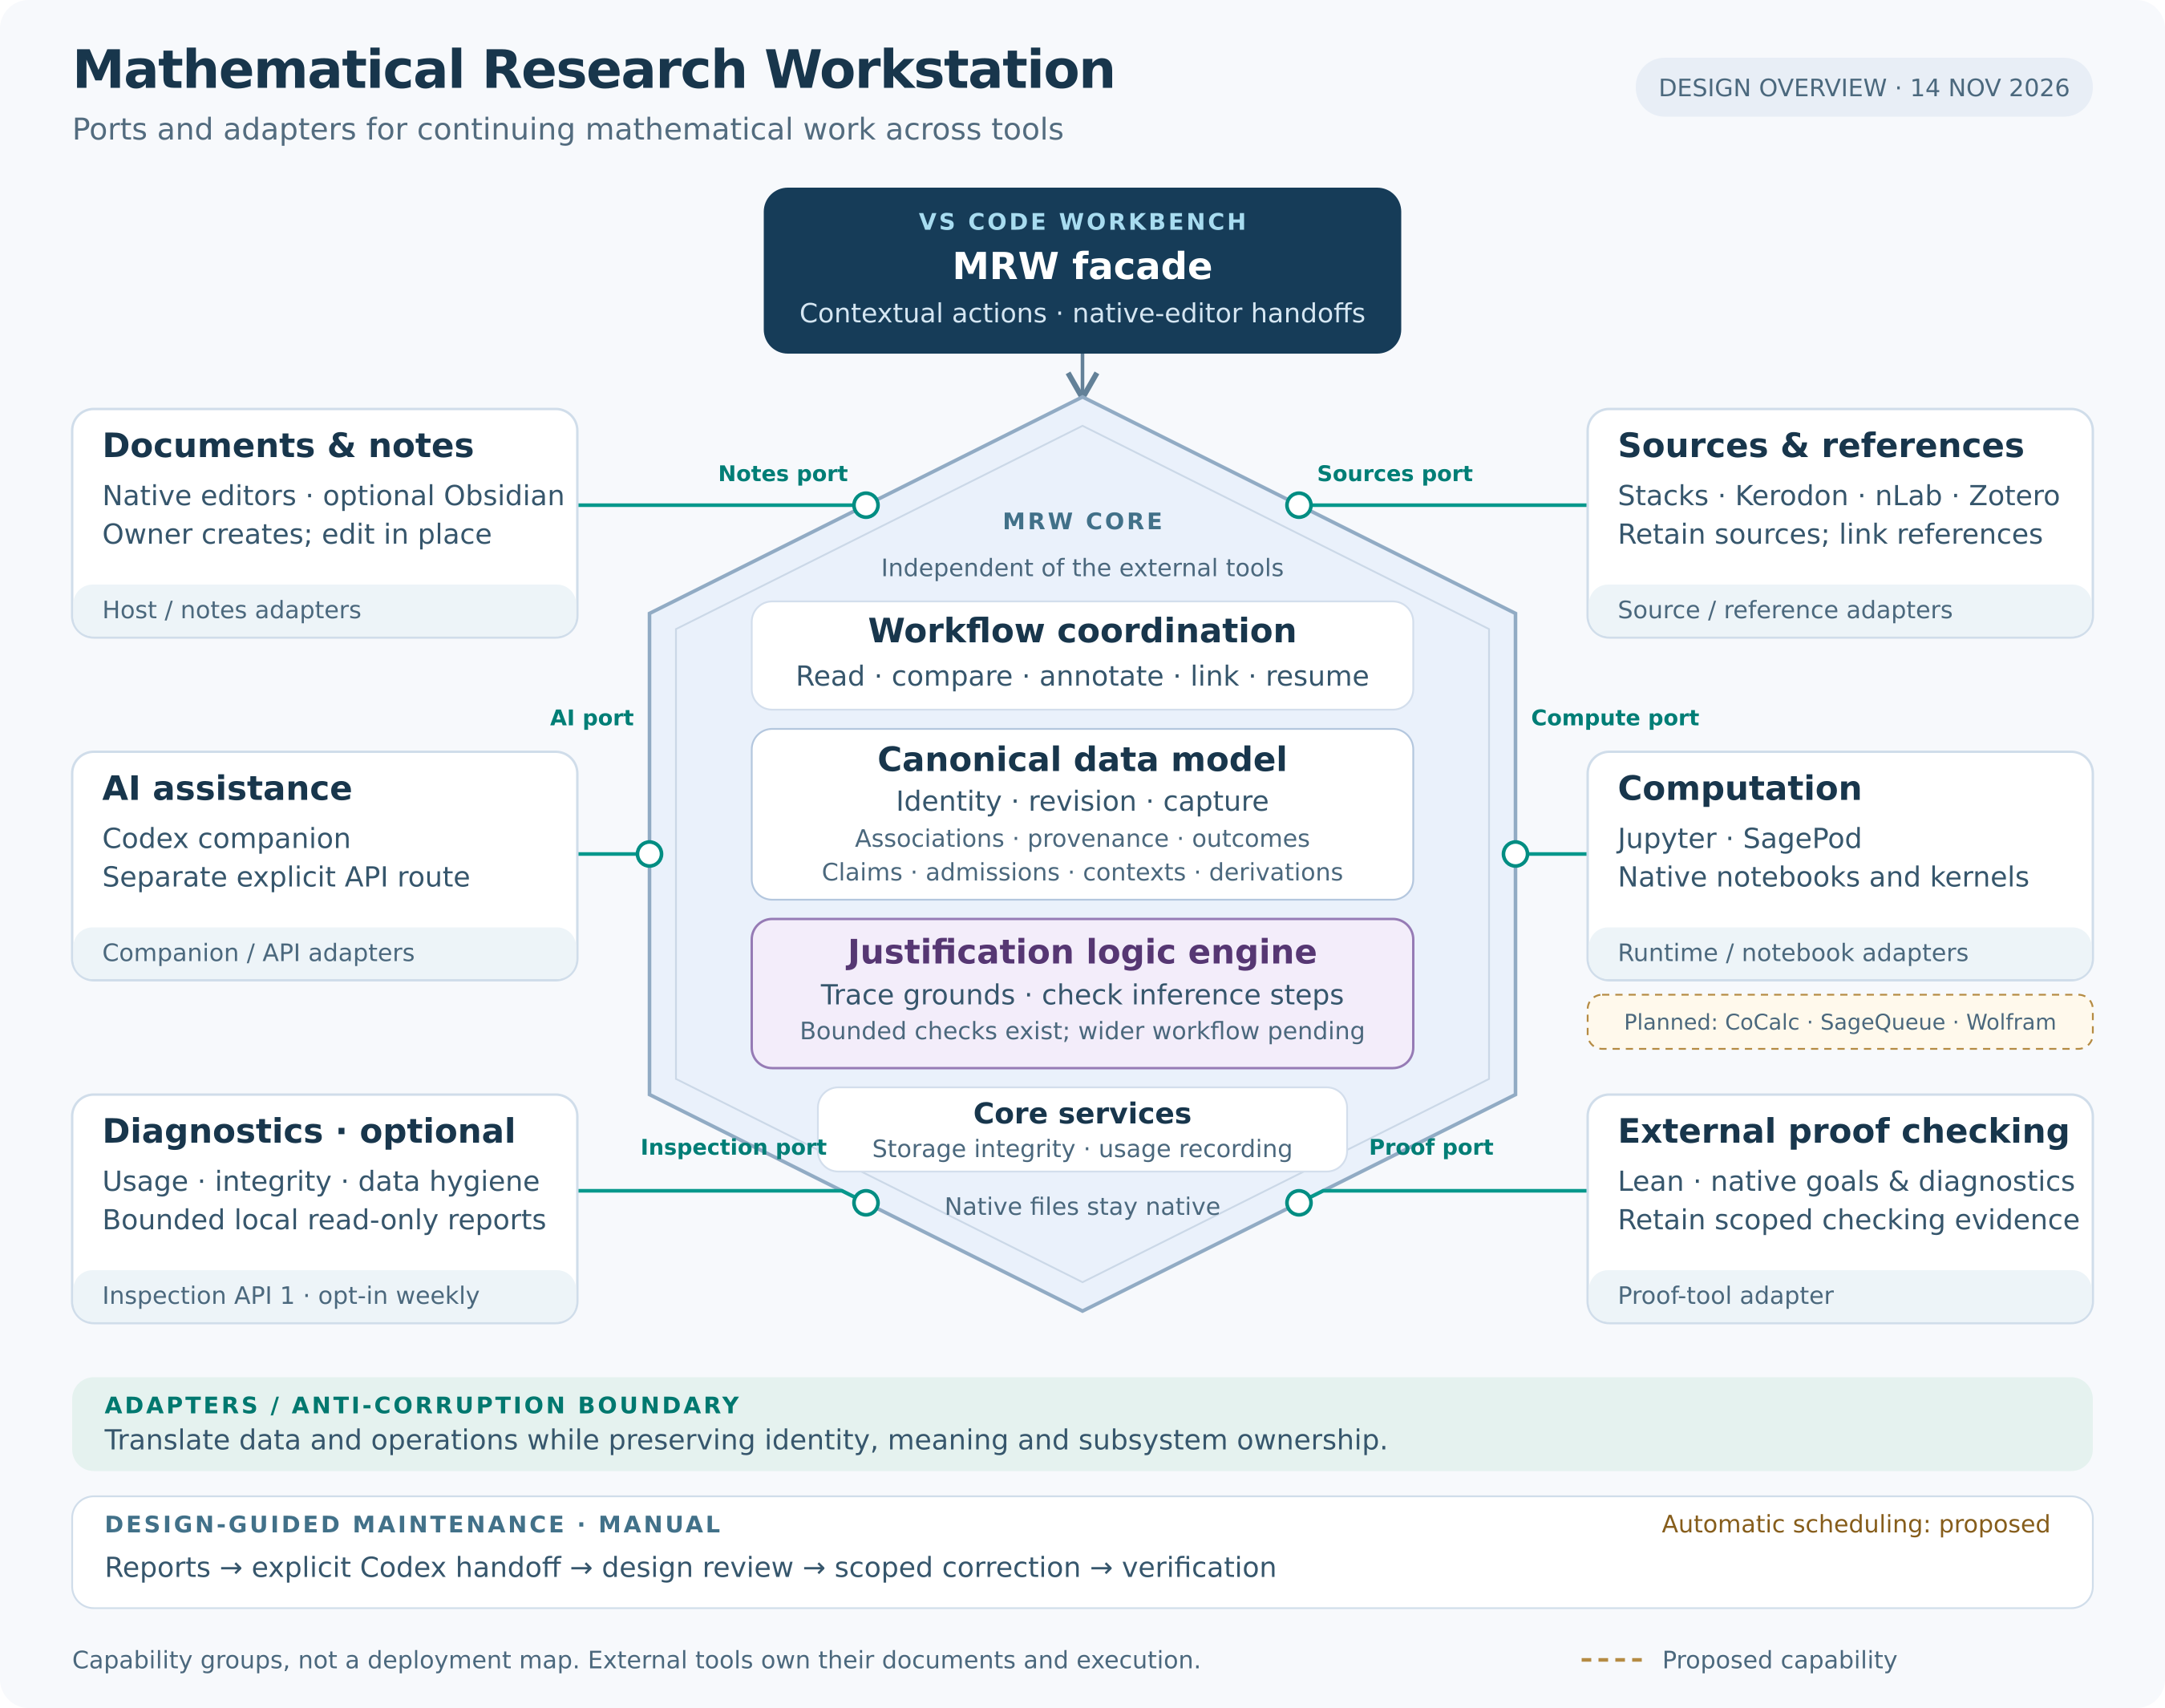 Mathematical Research Workstation
Ports and adapters for continuing mathematical work across tools
DESIGN OVERVIEW · 14 NOV 2026
VS CODE WORKBENCH
MRW facade
Contextual actions · native-editor handoffs
Documents & notes
Native editors · optional Obsidian
Owner creates; edit in place
Host / notes adapters
Notes port
Sources port
Sources & references
Stacks · Kerodon · nLab · Zotero
Retain sources; link references
Source / reference adapters
MRW CORE
Independent of the external tools
Workflow coordination
Read · compare · annotate · link · resume
Canonical data model
Identity · revision · capture
Associations · provenance · outcomes
Claims · admissions · contexts · derivations
Justification logic engine
Trace grounds · check inference steps
Bounded checks exist; wider workflow pending
Core services
Storage integrity · usage recording
Native files stay native
AI port
AI assistance
Codex companion
Separate explicit API route
Companion / API adapters
Compute port
Computation
Jupyter · SagePod
Native notebooks and kernels
Runtime / notebook adapters
Planned: CoCalc · SageQueue · Wolfram
Inspection port
Diagnostics · optional
Usage · integrity · data hygiene
Bounded local read-only reports
Inspection API 1 · opt-in weekly
Proof port
External proof checking
Lean · native goals & diagnostics
Retain scoped checking evidence
Proof-tool adapter
ADAPTERS / ANTI-CORRUPTION BOUNDARY
Translate data and operations while preserving identity, meaning and subsystem ownership.
DESIGN-GUIDED MAINTENANCE · MANUAL
Automatic scheduling: proposed
Reports → explicit Codex handoff → design review → scoped correction → verification
Capability groups, not a deployment map. External tools own their documents and execution.
Proposed capability